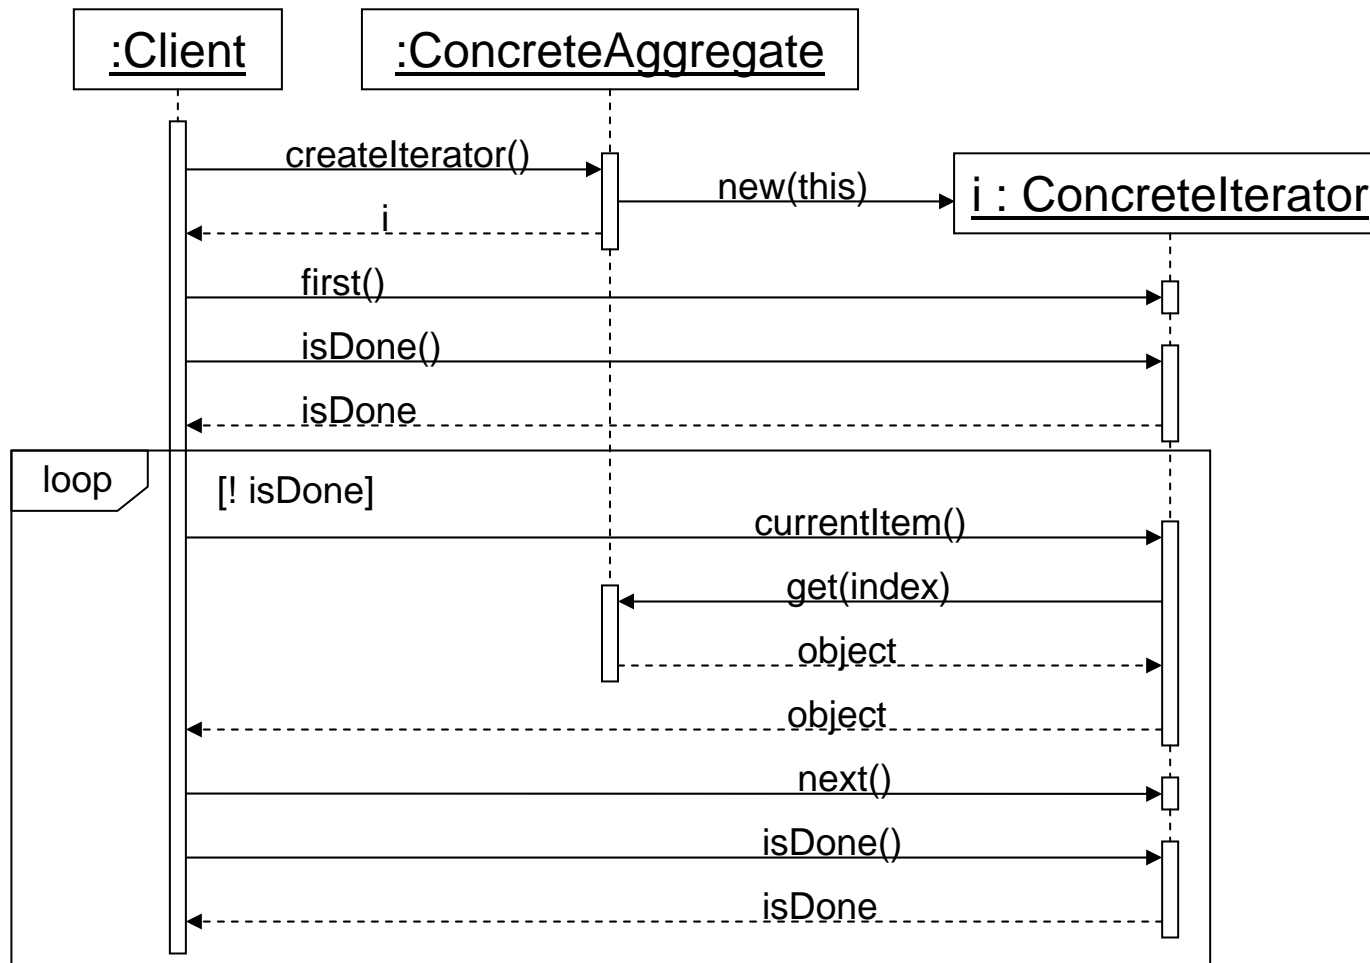 :Client
:ConcreteAggregate
createIterator()
new(this)
i : ConcreteIterator
i
first()
isDone()
isDone
loop
[! isDone]
currentItem()
get(index)
object
object
next()
isDone()
isDone